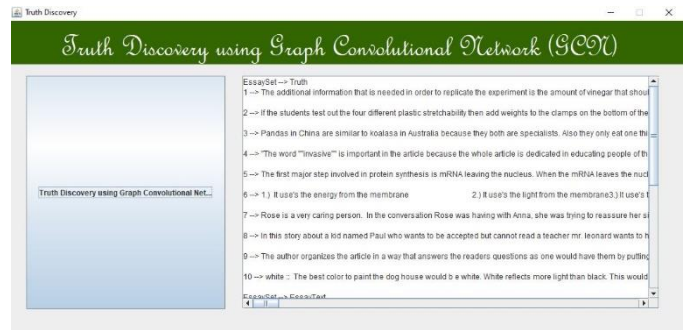 Truth Discovery
Truth Discovery using Graph Convolutional Network (GCN)
Truth Discovery using Graph Convolutional Net...
EssaySet --> Truth
1 --> The additional information that is needed in order to replicate the experiment is the amount of vinegar that shoul
2 --> If the students test out the four different plastic stretchability then add weights to the clamps on the bottom of the
3 --> Pandas in China are similar to koalasa in Australia because they both are specialists. Also they only eat one thi
4 --> "The word ""invasive"" is important in the article because the whole article is dedicated in educating people of th
5 --> The first major step involved in protein synthesis is mRNA leaving the nucleus. When the mRNA leaves the nucl
6 --> 1.) It use's the energy from the membrane 2.) It use's the light from the membrane3.) It use's t
7 --> Rose is a very caring person. In the conversation Rose was having with Anna, she was trying to reassure her si
8 --> In this story about a kid named Paul who wants to be accepted but cannot read a teacher mr. leonard wants to h
9 --> The author organizes the article in a way that answers the readers questions as one would have them by putting
10 --> white :: The best color to paint the dog house would b e white. White reflects more light than black. This would
EssaySet --> EssayText